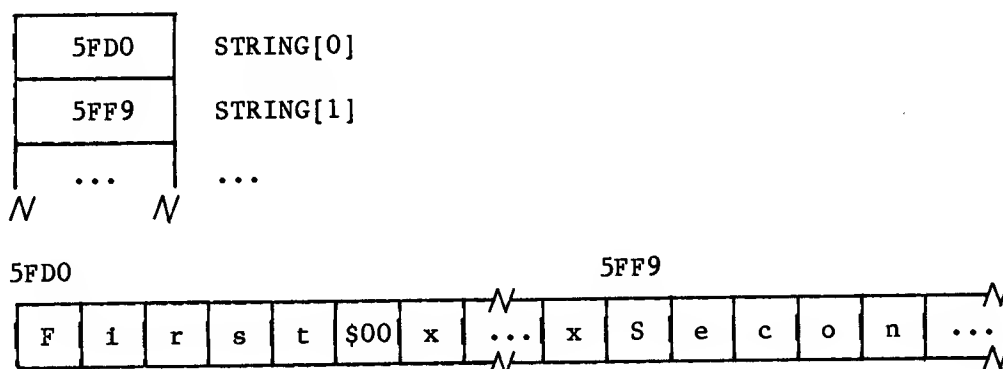 5FD0 STRING[0]
5FF9 STRING[1]
... ...
5FD0 5FF9
F i r s t $00 x ... x S e c o n ...